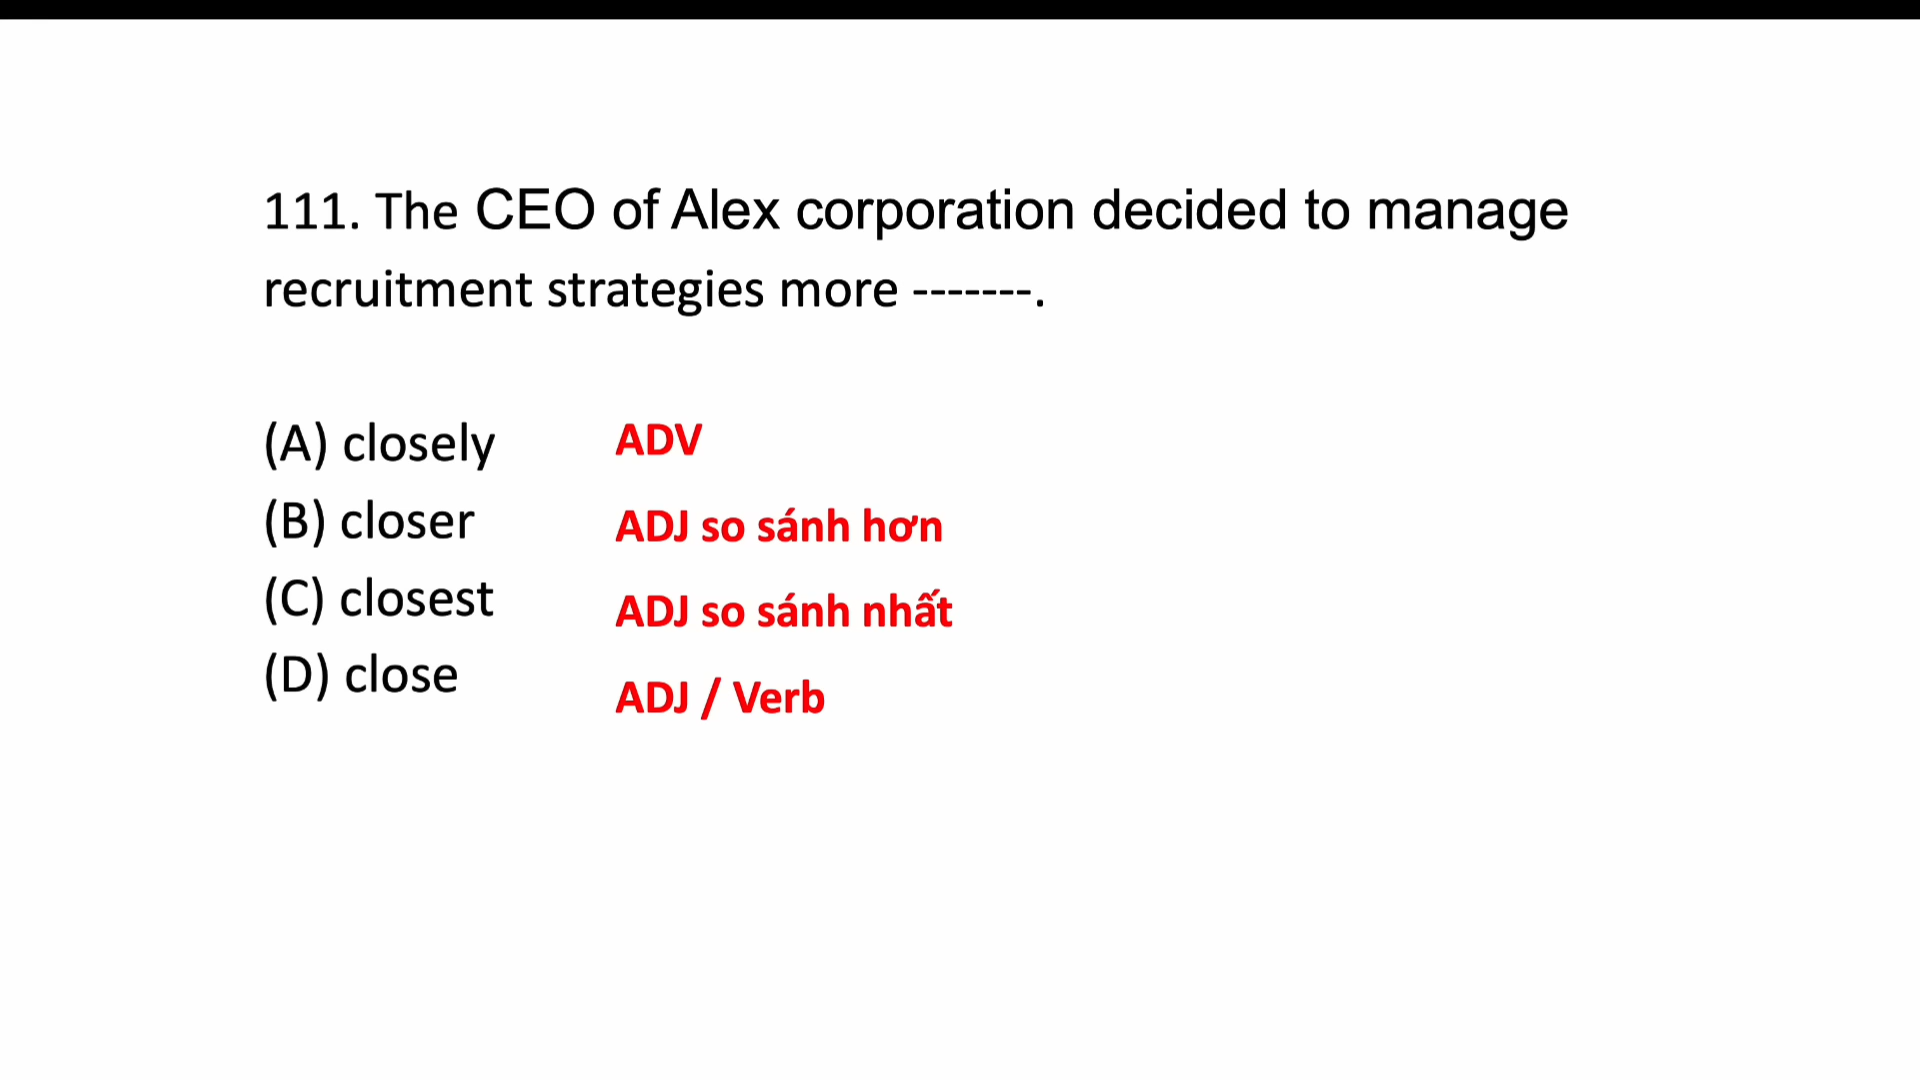 111. The CEO of Alex corporation decided to manage
recruitment strategies more -------.
(A) closely ADV
(B) closer ADJ so sánh hơn
(C) closest ADJ so sánh nhất
(D) close ADJ / Verb